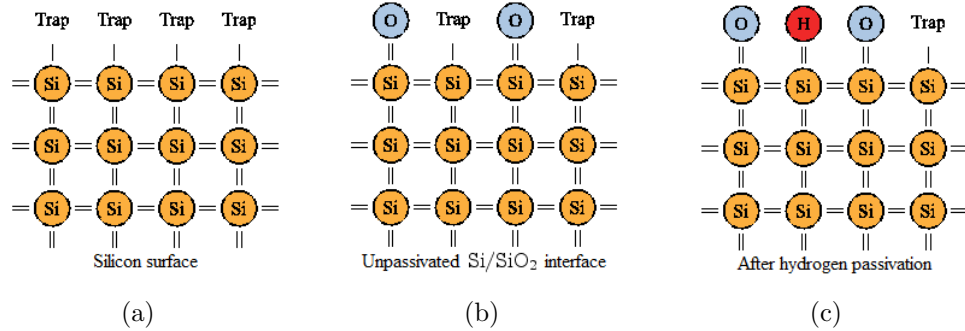 Trap Trap Trap Trap
Si Si Si Si
Si Si Si Si
Si Si Si Si
Silicon surface
(a)
O Trap O Trap
Si Si Si Si
Si Si Si Si
Si Si Si Si
Unpassivated Si/SiO₂ interface
(b)
O H O Trap
Si Si Si Si
Si Si Si Si
Si Si Si Si
After hydrogen passivation
(c)